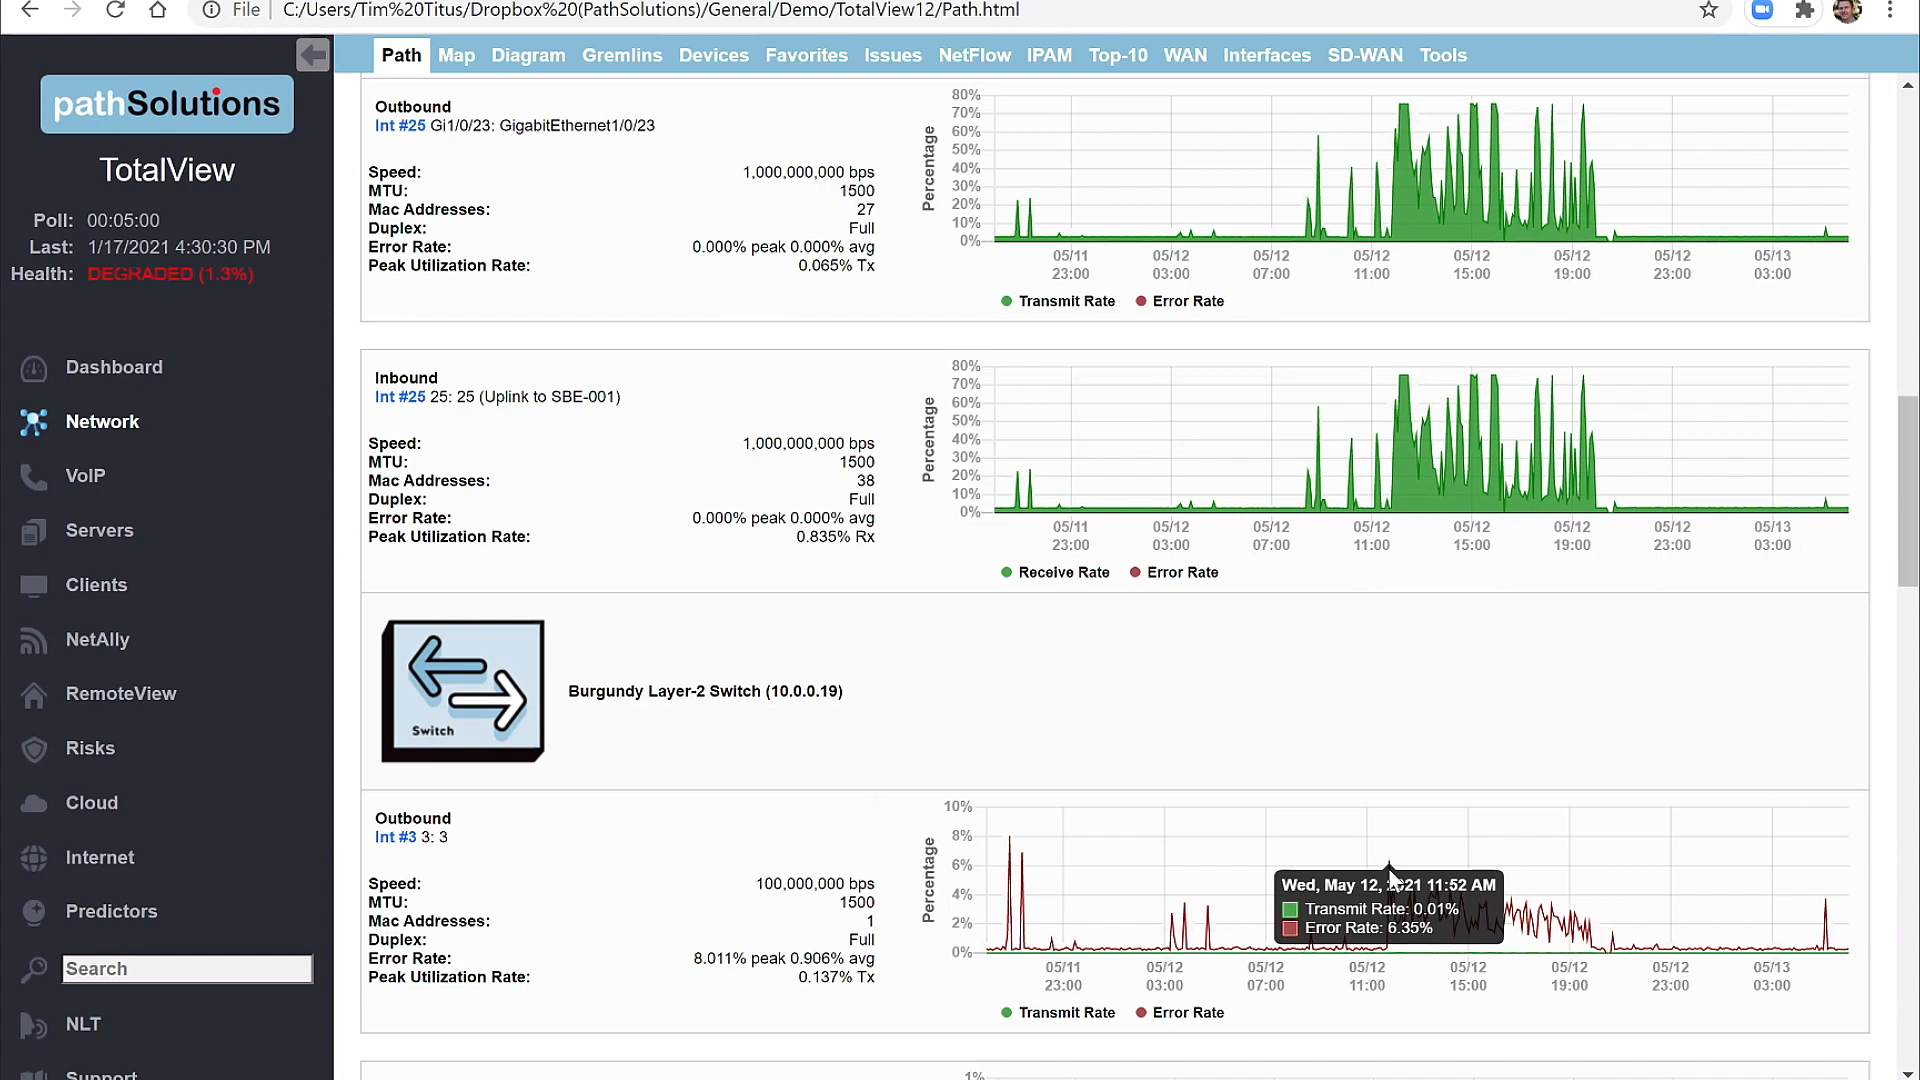 File C:/Users/Tim%20Titus/Dropbox%20(PathSolutions)/General/Demo/TotalView12/Path.html
Path Map Diagram Gremlins Devices Favorites Issues NetFlow IPAM Top-10 WAN Interfaces SD-WAN Tools
pathSolutions
TotalView
Poll: 00:05:00
Last: 1/17/2021 4:30:30 PM
Health: DEGRADED (1.3%)
Dashboard
Network
VoIP
Servers
Clients
NetAlly
RemoteView
Risks
Cloud
Internet
Predictors
Search
NLT
Support
Outbound
Int #25 Gi1/0/23: GigabitEthernet1/0/23
Speed: 1,000,000,000 bps
MTU: 1500
Mac Addresses: 27
Duplex: Full
Error Rate: 0.000% peak 0.000% avg
Peak Utilization Rate: 0.065% Tx
Percentage
80%
70%
60%
50%
40%
30%
20%
10%
0%
05/11 05/12 05/12 05/12 05/12 05/12 05/12 05/13
23:00 03:00 07:00 11:00 15:00 19:00 23:00 03:00
Transmit Rate Error Rate
Inbound
Int #25 25: 25 (Uplink to SBE-001)
Speed: 1,000,000,000 bps
MTU: 1500
Mac Addresses: 38
Duplex: Full
Error Rate: 0.000% peak 0.000% avg
Peak Utilization Rate: 0.835% Rx
Percentage
80%
70%
60%
50%
40%
30%
20%
10%
0%
05/11 05/12 05/12 05/12 05/12 05/12 05/12 05/13
23:00 03:00 07:00 11:00 15:00 19:00 23:00 03:00
Receive Rate Error Rate
Switch
Burgundy Layer-2 Switch (10.0.0.19)
Outbound
Int #3 3: 3
Speed: 100,000,000 bps
MTU: 1500
Mac Addresses: 1
Duplex: Full
Error Rate: 8.011% peak 0.906% avg
Peak Utilization Rate: 0.137% Tx
Percentage
10%
8%
6%
4%
2%
0%
Wed, May 12, 2021 11:52 AM
Transmit Rate: 0.01%
Error Rate: 6.35%
05/11 05/12 05/12 05/12 05/12 05/12 05/12 05/13
23:00 03:00 07:00 11:00 15:00 19:00 23:00 03:00
Transmit Rate Error Rate
1%